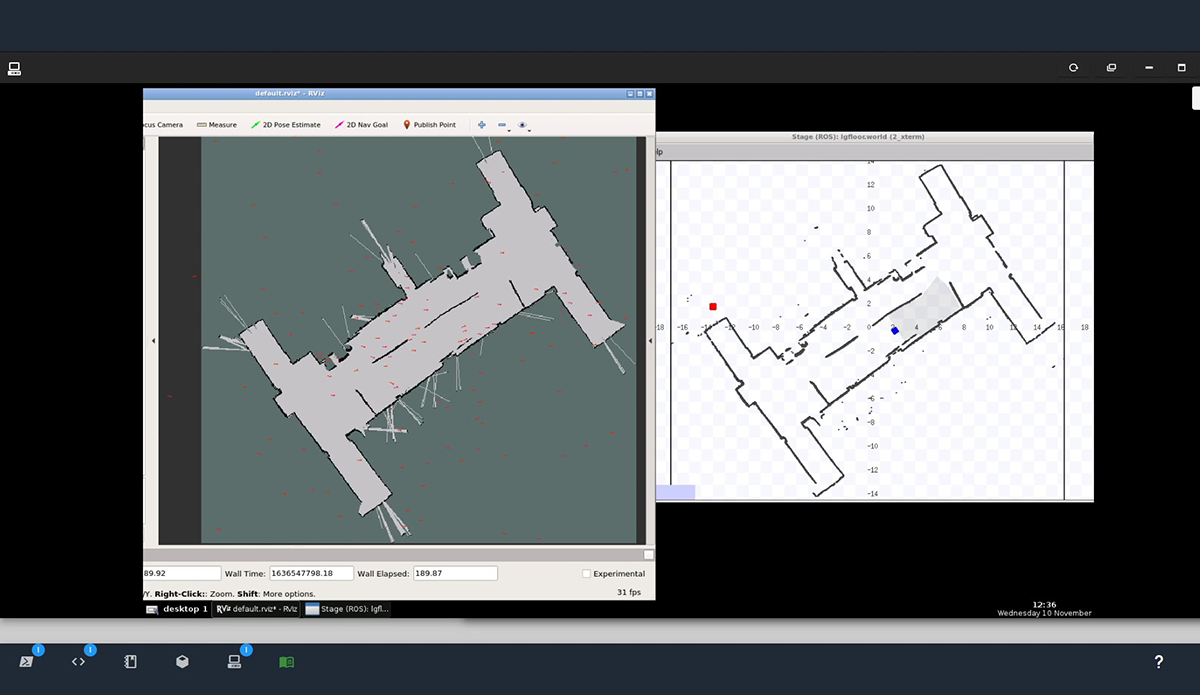 default.rviz* - RViz
cus Camera Measure 2D Pose Estimate 2D Nav Goal Publish Point
Stage (ROS): lgfloor.world (2_xterm)
lp
14
12
10
8
6
4
2
-18 -16 -14 -12 -10 -8 -6 -4 -2 0 2 4 6 8 10 12 14 16 18
-2
-6
-8
-10
-12
-14
89.92 Wall Time: 1636547798.18 Wall Elapsed: 189.87 Experimental
/Y. Right-Click:: Zoom. Shift: More options. 31 fps
desktop 1 RViz default.rviz* - RViz Stage (ROS): lgfl...
12:36
Wednesday 10 November
1 1 1
?